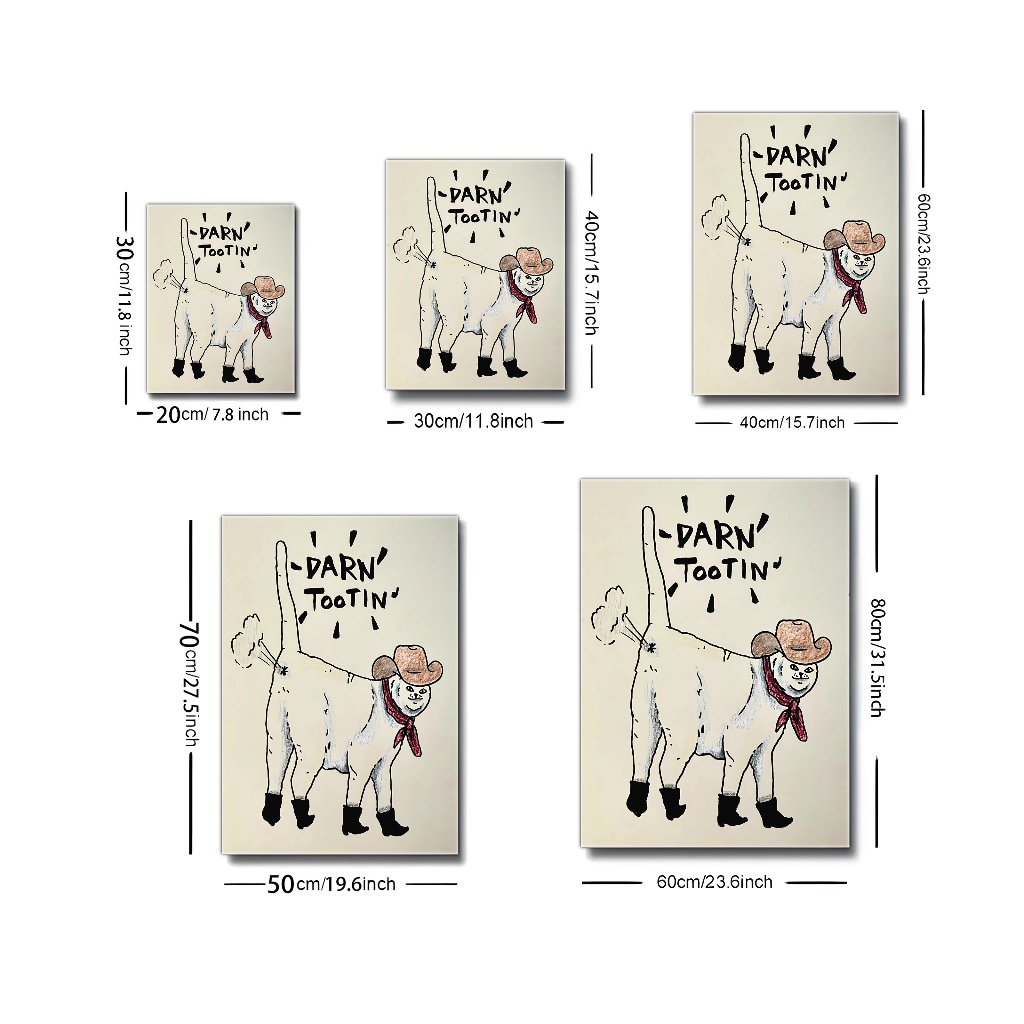 DARN'
TOOTIN'
30cm/11.8 inch
20cm/ 7.8 inch
DARN'
TOOTIN'
40cm/15.7inch
30cm/11.8inch
DARN'
TOOTIN'
60cm/23.6inch
40cm/15.7inch
DARN'
TOOTIN'
70cm/27.5inch
50cm/19.6inch
DARN'
TOOTIN'
80cm/31.5inch
60cm/23.6inch